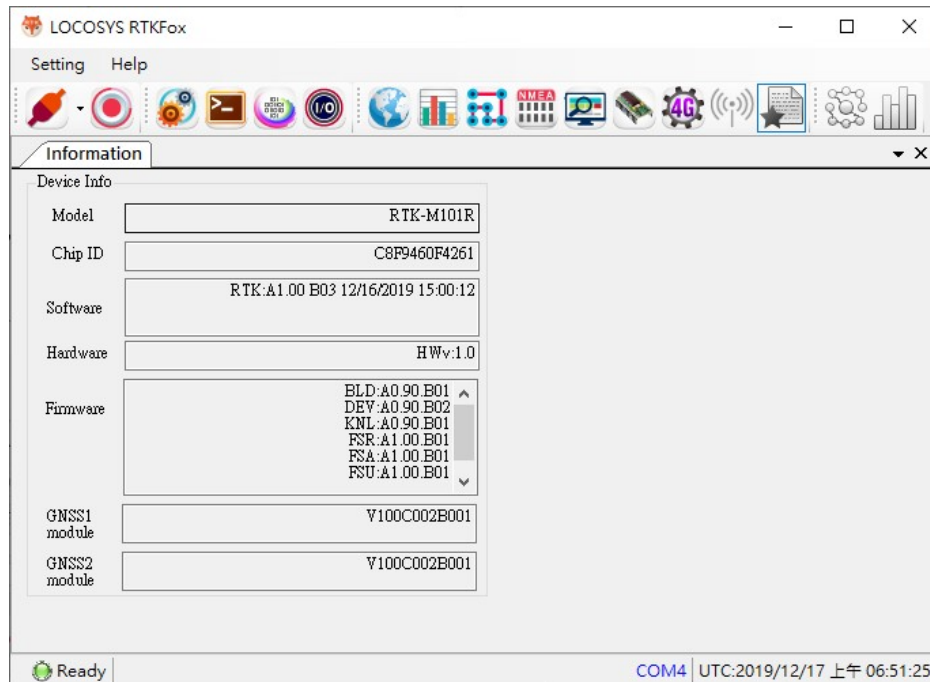 LOCOSYS RTKFox
Setting Help
NMEA
4G
I/O
Information
Device Info
Model RTK-M101R
Chip ID C8F9460F4261
Software RTK:A1.00 B03 12/16/2019 15:00:12
Hardware HWv:1.0
Firmware BLD:A0.90.B01
DEV:A0.90.B02
KNL:A0.90.B01
FSR:A1.00.B01
FSA:A1.00.B01
FSU:A1.00.B01
GNSS1 module V100C002B001
GNSS2 module V100C002B001
Ready COM4 UTC:2019/12/17 上午 06:51:25